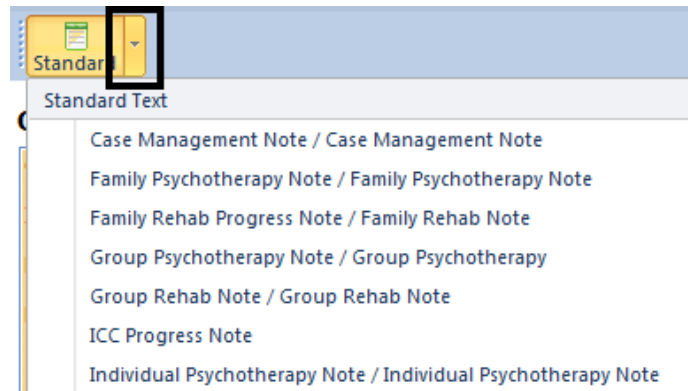 Standard
Standard Text
Case Management Note / Case Management Note
Family Psychotherapy Note / Family Psychotherapy Note
Family Rehab Progress Note / Family Rehab Note
Group Psychotherapy Note / Group Psychotherapy
Group Rehab Note / Group Rehab Note
ICC Progress Note
Individual Psychotherapy Note / Individual Psychotherapy Note